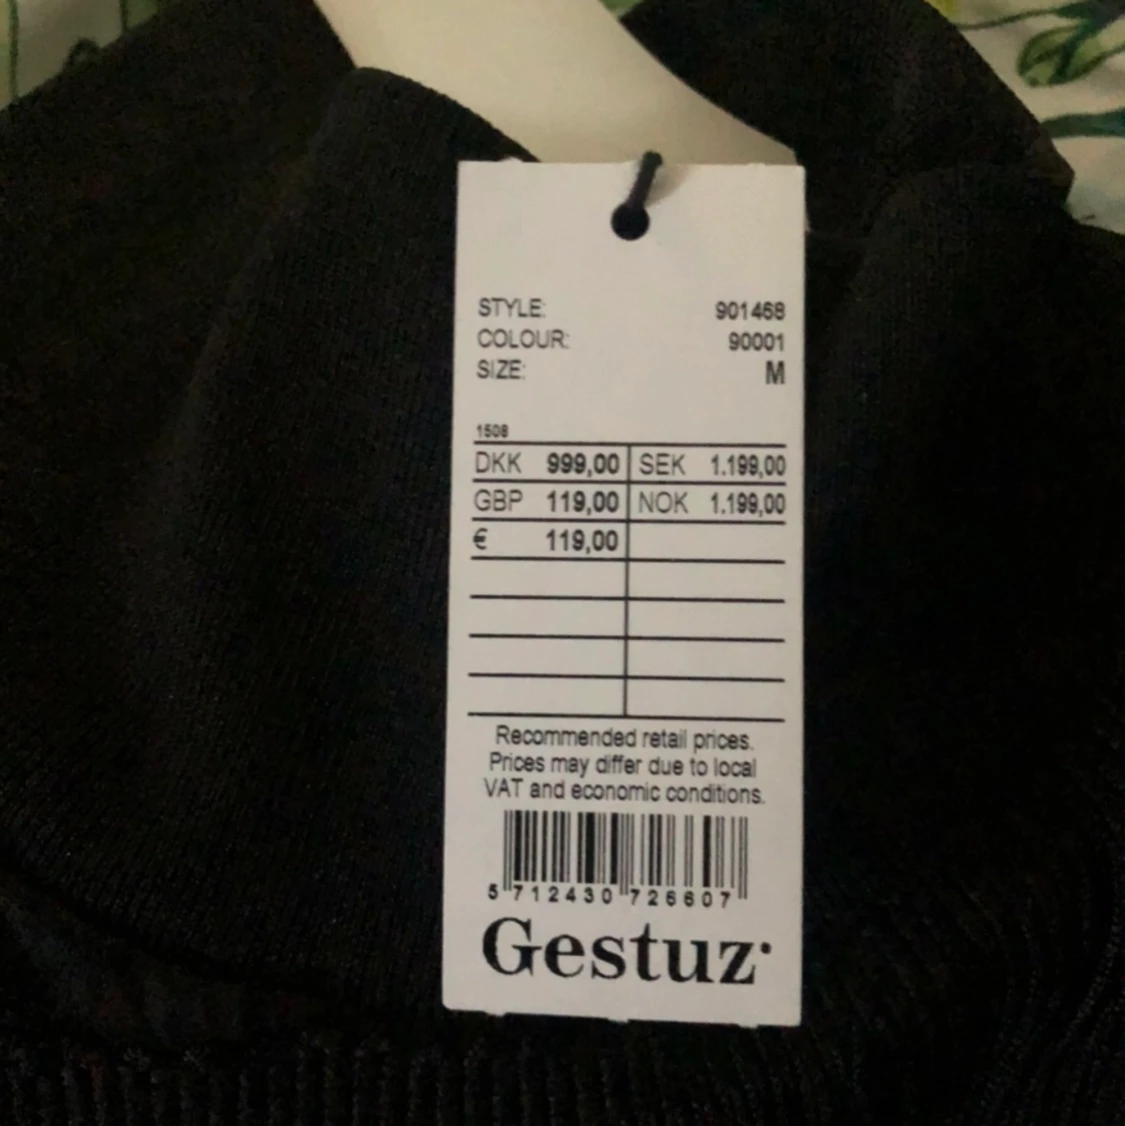 STYLE: 901468
COLOUR: 90001
SIZE: M
1508
DKK 999,00 SEK 1.199,00
GBP 119,00 NOK 1.199,00
€ 119,00
Recommended retail prices.
Prices may differ due to local
VAT and economic conditions.
5 712430 726607
Gestuz